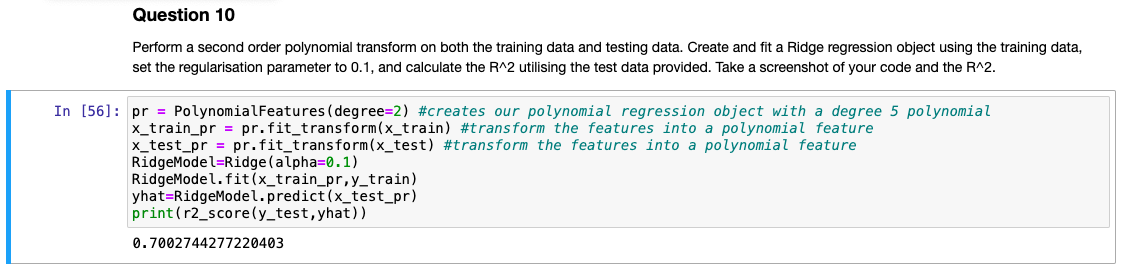 Question 10
Perform a second order polynomial transform on both the training data and testing data. Create and fit a Ridge regression object using the training data,
set the regularisation parameter to 0.1, and calculate the R^2 utilising the test data provided. Take a screenshot of your code and the R^2.
In [56]: pr = PolynomialFeatures(degree=2) #creates our polynomial regression object with a degree 5 polynomial
x_train_pr = pr.fit_transform(x_train) #transform the features into a polynomial feature
x_test_pr = pr.fit_transform(x_test) #transform the features into a polynomial feature
RidgeModel=Ridge(alpha=0.1)
RidgeModel.fit(x_train_pr,y_train)
yhat=RidgeModel.predict(x_test_pr)
print(r2_score(y_test,yhat))
0.7002744277220403